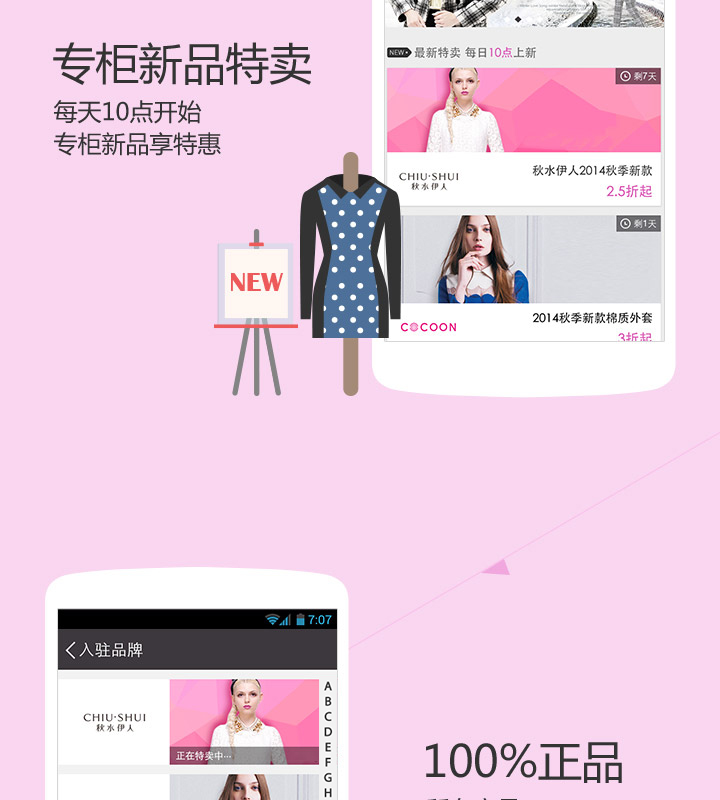 专柜新品特卖
每天10点开始
专柜新品享特惠
NEW
NEW
最新特卖 每日10点上新
剩7天
CHIU·SHUI
秋水伊人
秋水伊人2014秋季新款
2.5折起
剩1天
COCOON
2014秋季新款棉质外套
3折起
7:07
入驻品牌
CHIU·SHUI
秋水伊人
正在特卖中...
A
B
C
D
E
F
G
H
100%正品